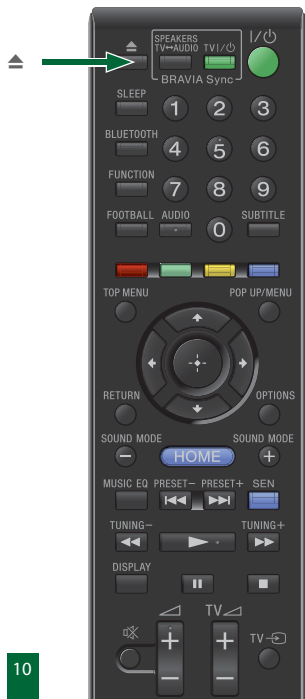 SPEAKERS
TV↔AUDIO TV I/⏻ I/⏻
BRAVIA Sync
SLEEP
1 2 3
BLUETOOTH
4 5 6
FUNCTION
7 8 9
FOOTBALL AUDIO SUBTITLE
0
TOP MENU POP UP/MENU
RETURN OPTIONS
SOUND MODE SOUND MODE
− HOME +
MUSIC EQ PRESET− PRESET+ SEN
TUNING− TUNING+
DISPLAY
TV
+ + TV
− −
10